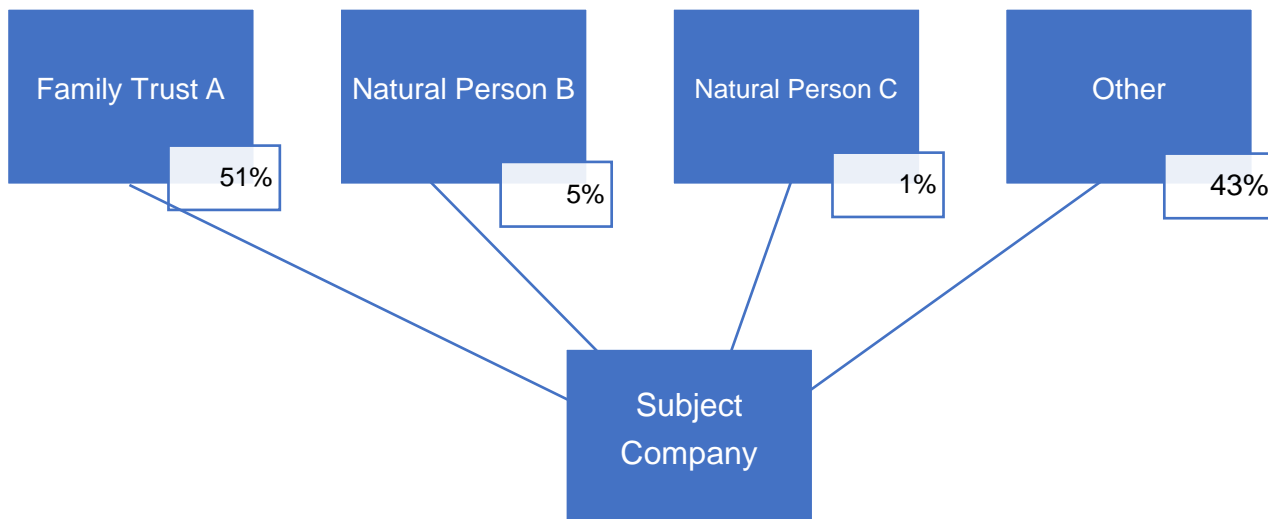 Family Trust A
51%
Natural Person B
5%
Natural Person C
1%
Other
43%
Subject
Company